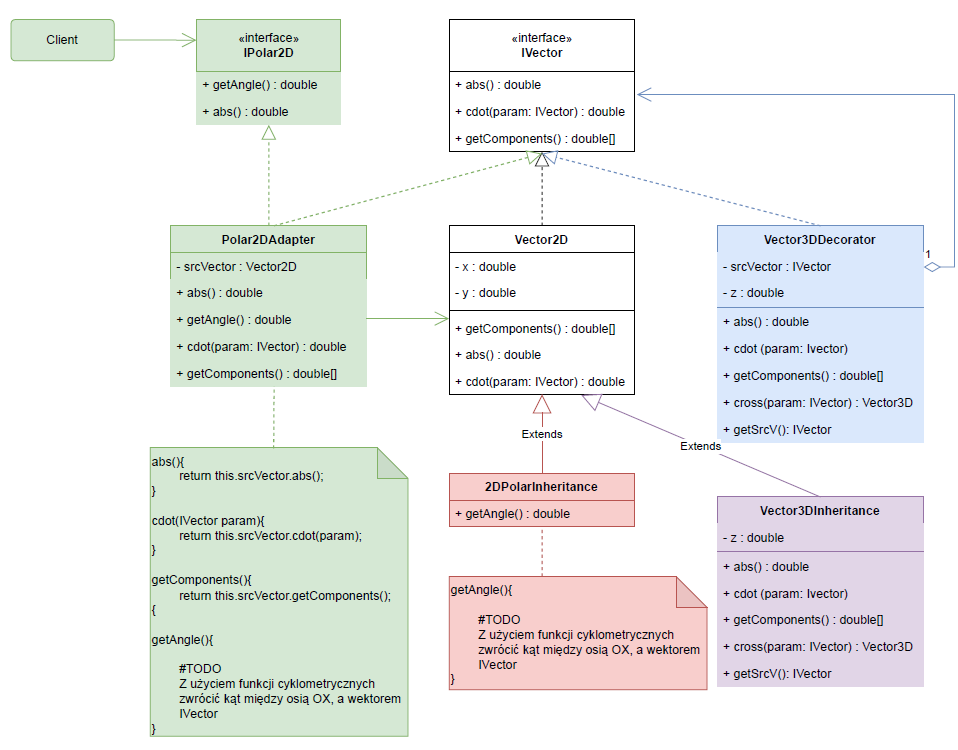 Client
«interface»
IPolar2D
+ getAngle() : double
+ abs() : double
«interface»
IVector
+ abs() : double
+ cdot(param: IVector) : double
+ getComponents() : double[]
Polar2DAdapter
- srcVector : Vector2D
+ abs() : double
+ getAngle() : double
+ cdot(param: IVector) : double
+ getComponents() : double[]
Vector2D
- x : double
- y : double
+ getComponents() : double[]
+ abs() : double
+ cdot(param: IVector) : double
Vector3DDecorator
- srcVector : IVector
- z : double
+ abs() : double
+ cdot (param: Ivector)
+ getComponents() : double[]
+ cross(param: IVector) : Vector3D
+ getSrcV(): IVector
1
Extends
Extends
abs(){
return this.srcVector.abs();
}
cdot(IVector param){
return this.srcVector.cdot(param);
}
getComponents(){
return this.srcVector.getComponents();
{
getAngle(){
#TODO
Z użyciem funkcji cyklometrycznych
zwrócić kąt między osią OX, a wektorem
IVector
}
2DPolarInheritance
+ getAngle() : double
getAngle(){
#TODO
Z użyciem funkcji cyklometrycznych
zwrócić kąt między osią OX, a wektorem
IVector
}
Vector3DInheritance
- z : double
+ abs() : double
+ cdot (param: Ivector)
+ getComponents() : double[]
+ cross(param: IVector) : Vector3D
+ getSrcV(): IVector